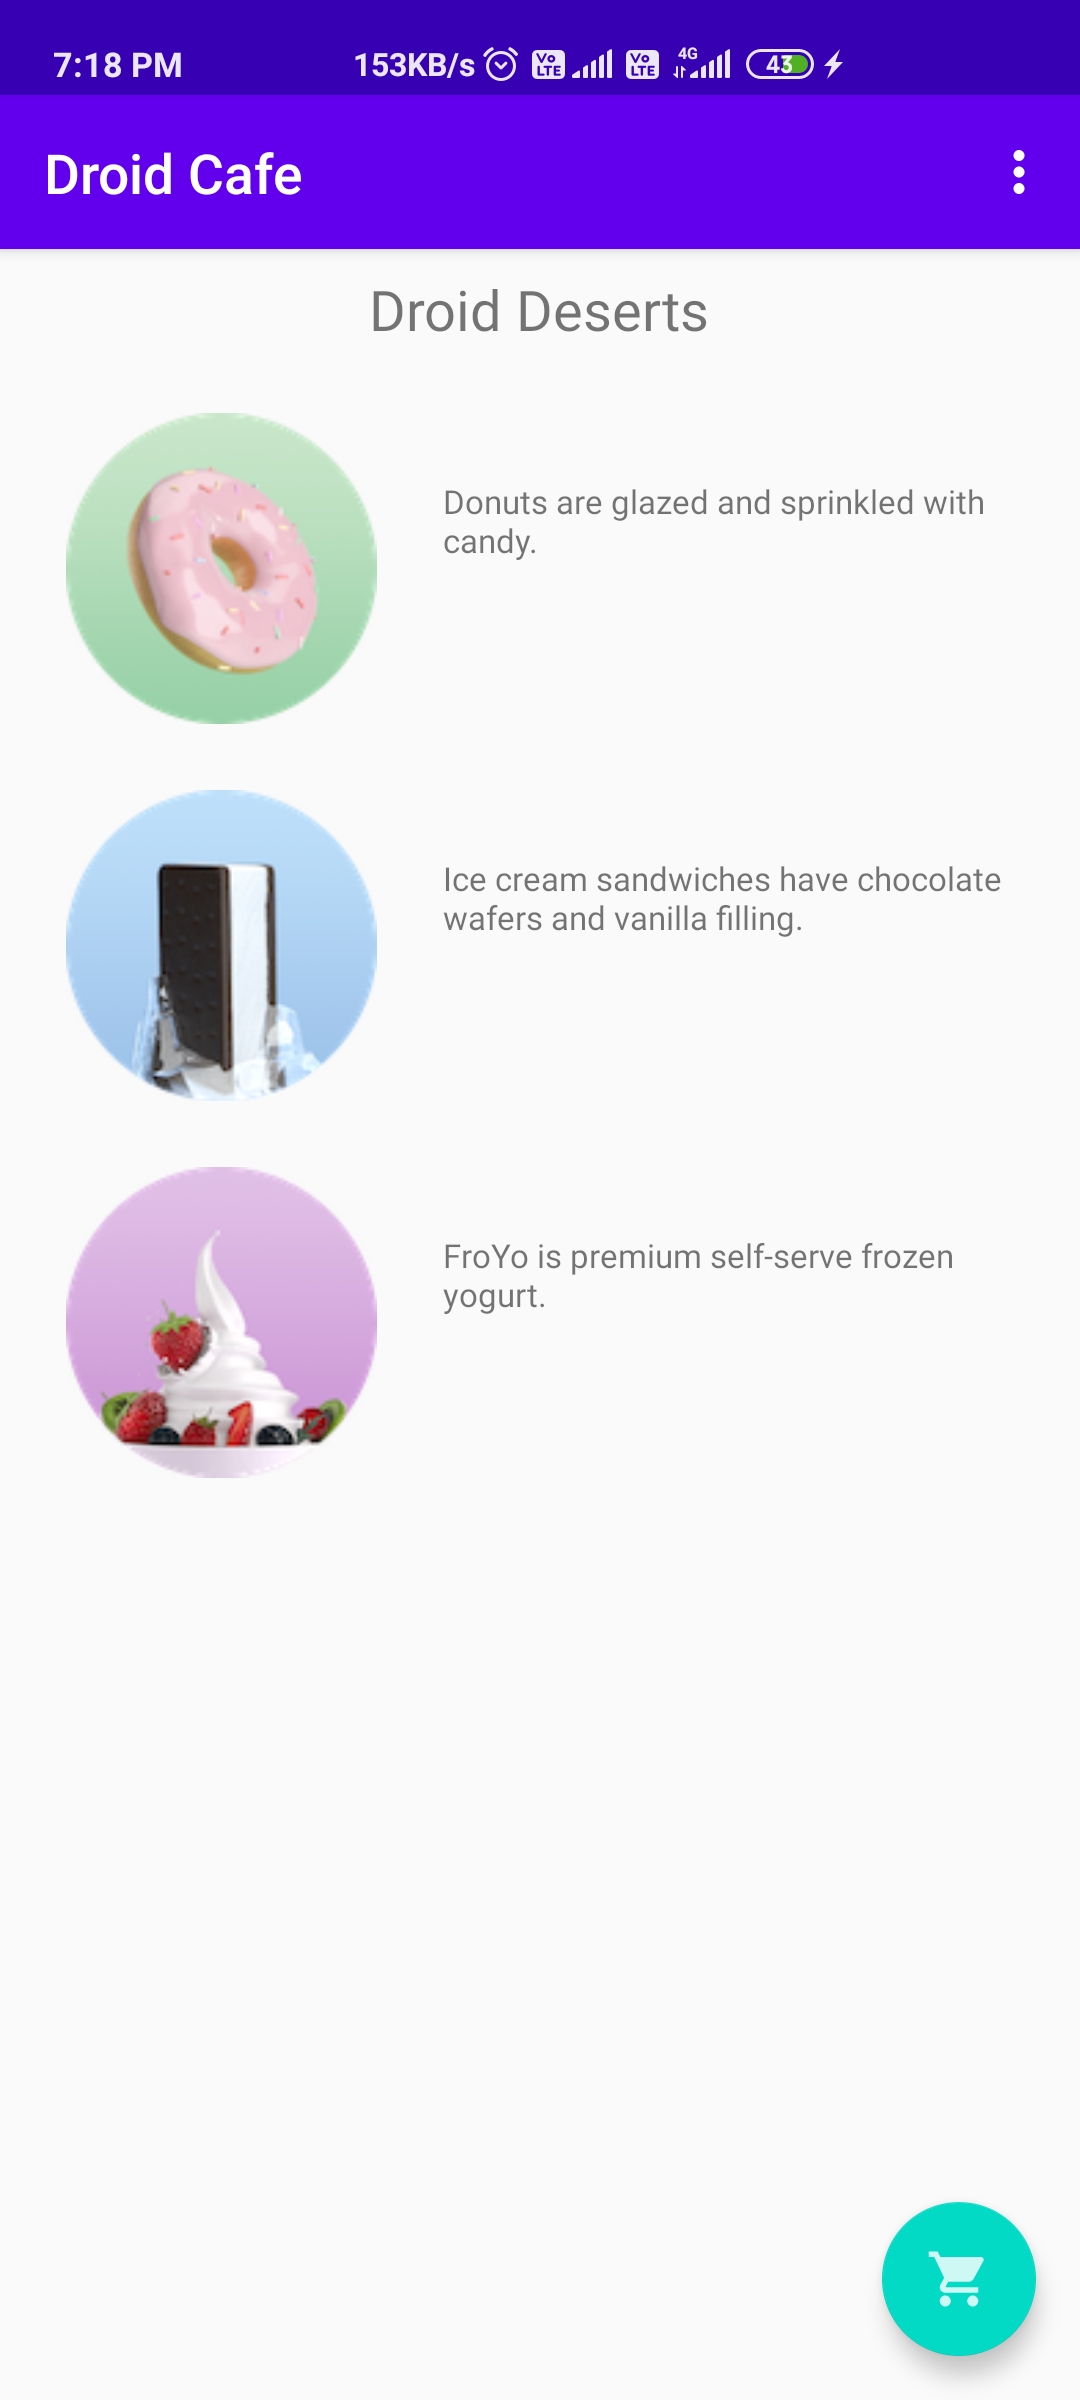 7:18 PM 153KB/s Vo LTE Vo LTE 4G 43
Droid Cafe
Droid Deserts
Donuts are glazed and sprinkled with
candy.
Ice cream sandwiches have chocolate
wafers and vanilla filling.
FroYo is premium self-serve frozen
yogurt.